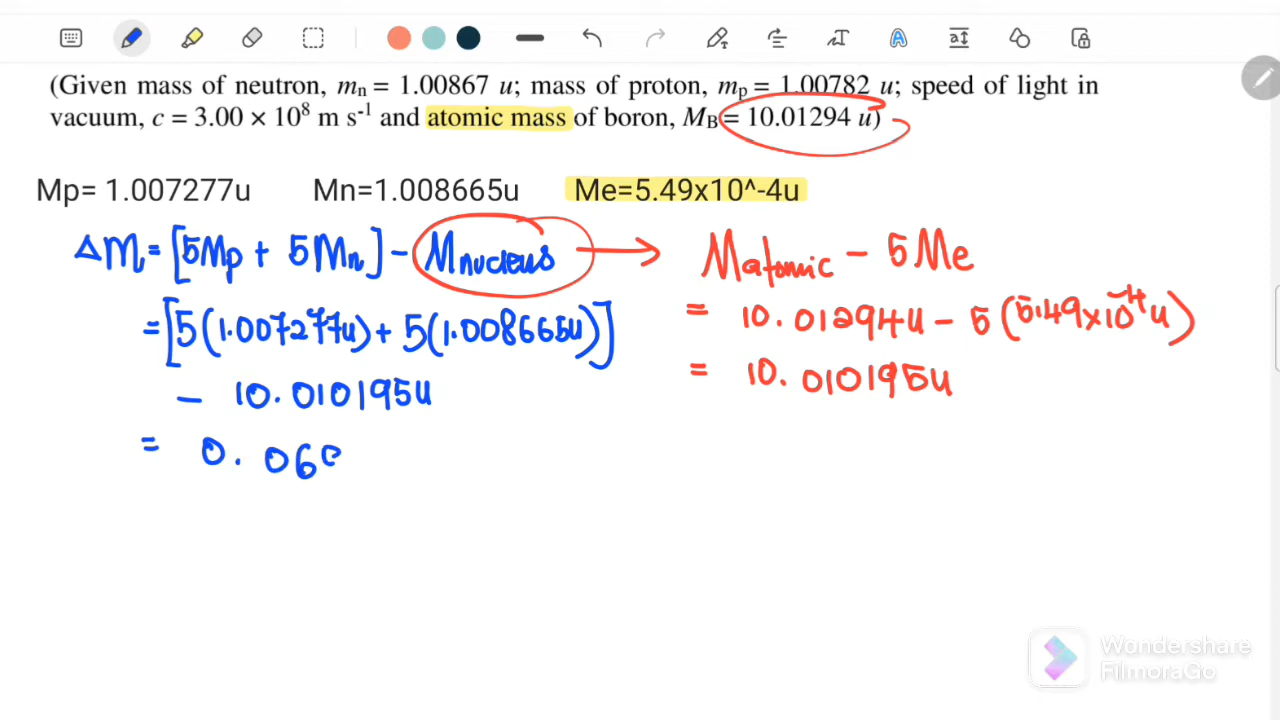 (Given mass of neutron, mn = 1.00867 u; mass of proton, mp = 1.00782 u; speed of light in
vacuum, c = 3.00 × 10⁸ m s⁻¹ and atomic mass of boron, MB = 10.01294 u)
Mp= 1.007277u Mn=1.008665u Me=5.49x10^-4u
ΔM = [5Mp + 5Mn] - Mnucleus → Matomic - 5Me
= [5(1.007277u) + 5(1.008665u)]
= 10.01294u - 5(5.49x10⁻⁴u)
- 10.010195u
= 10.010195u
= 0.06
Wondershare
FilmoraGo